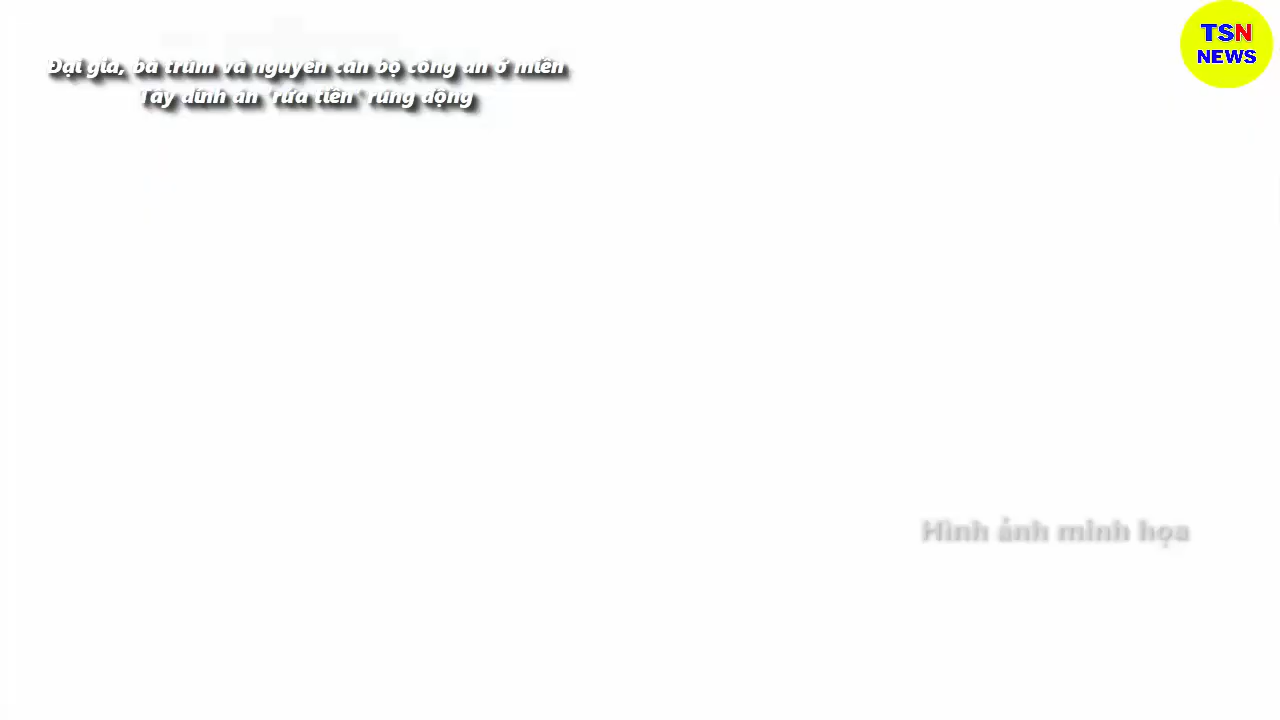 Đại gia, bà trùm và nguyên cán bộ công an ở miền
Tây dính án 'rửa tiền' rúng động
TSN
NEWS
Hình ảnh minh họa